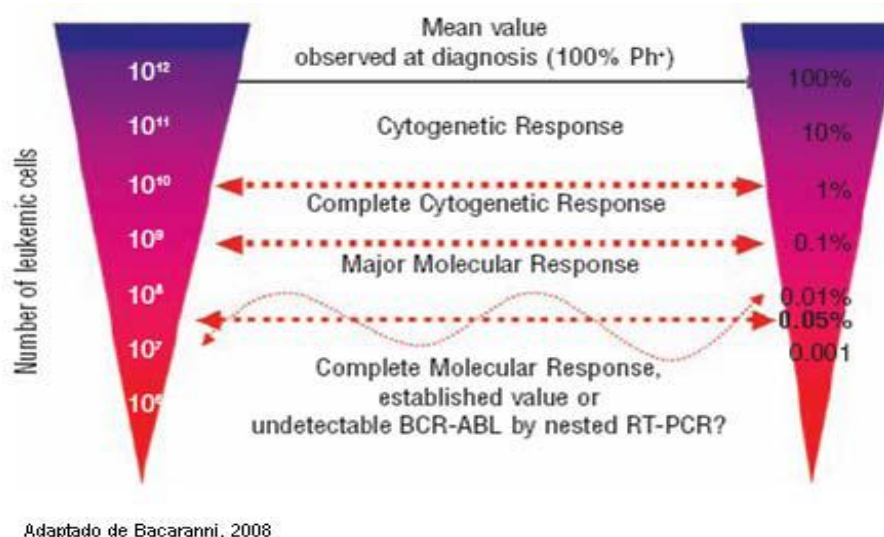 Mean value
observed at diagnosis (100% Ph⁺)
Number of leukemic cells
10¹²
100%
10¹¹
Cytogenetic Response
10%
10¹⁰
1%
Complete Cytogenetic Response
10⁹
0.1%
Major Molecular Response
10⁸
0.01%
0.05%
10⁷
0.001
Complete Molecular Response,
established value or
10⁶
undetectable BCR-ABL by nested RT-PCR?
Adaptado de Bacaranni, 2008